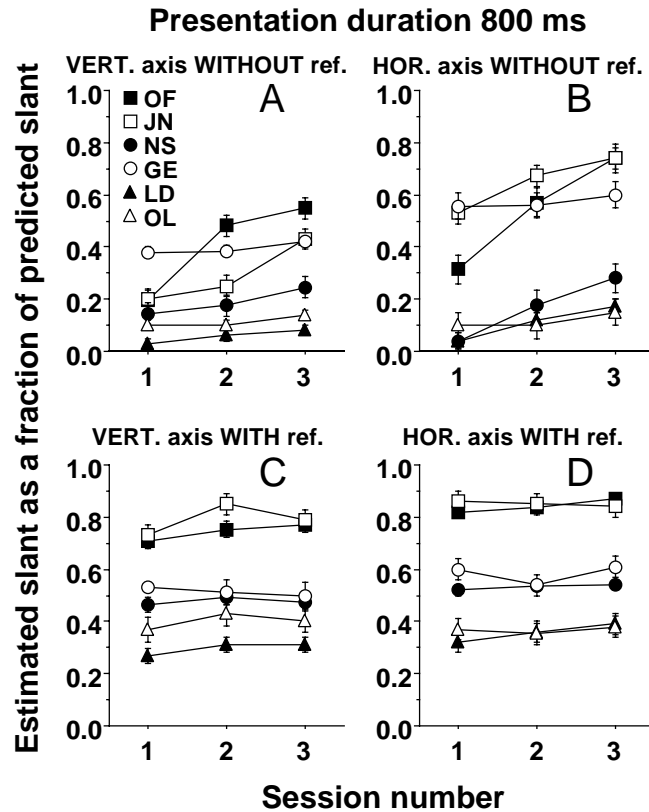 Presentation duration 800 ms
VERT. axis WITHOUT ref.
HOR. axis WITHOUT ref.
Estimated slant as a fraction of predicted slant
1.0
0.8
0.6
0.4
0.2
0.0
OF
JN
NS
GE
LD
OL
A
1 2 3
1.0
0.8
0.6
0.4
0.2
0.0
B
1 2 3
VERT. axis WITH ref.
HOR. axis WITH ref.
1.0
0.8
0.6
0.4
0.2
0.0
C
1 2 3
1.0
0.8
0.6
0.4
0.2
0.0
D
1 2 3
Session number